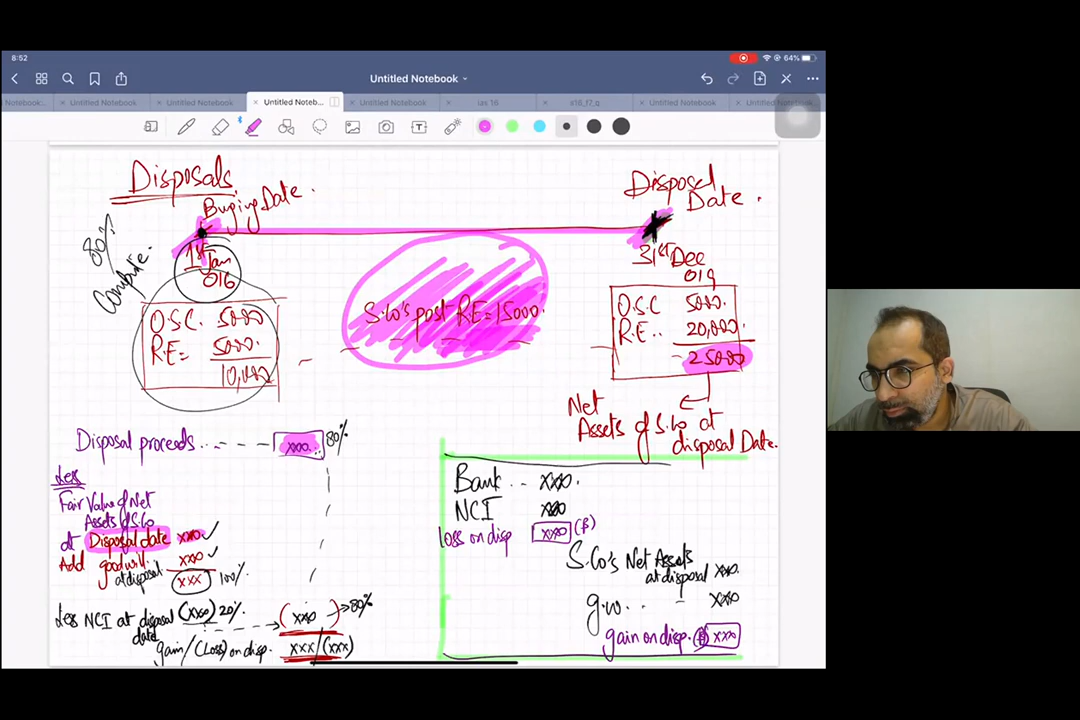 8:52
64%
Untitled Notebook
e Notebook:
Untitled Notebook
Untitled Notebook
Untitled Noteb...
Untitled Notebook
ias 16
s18_17_q
Untitled Notebook
Untitled Notebook
Disposals
Buying Date.
Disposal
Date.
80%
1st Jan
016
31st Dec
019
O.S.C. 5000
R.E = 5000.
10,000
S.Co's post R.E = 15000.
O.S.C 5000.
R.E.. 20,000.
25000
Net
Assets of S.Co at
disposal Date.
Disposal proceeds... xxx. 80%
Less
Fair Value of Net
Assets of S.Co
at Disposal date xxx
Add goodwill. xxx
at disposal xxx 100%
Less NCI at disposal (xxx) 20% (xxx) 80%
date
gain/(Loss) on disp. xxx/(xxx)
Bank.. xxx.
NCI xxx
loss on disp xxx (β)
S.Co's Net Assets
at disposal xxx.
g.w... xxx
gain on disp. (β) xxx